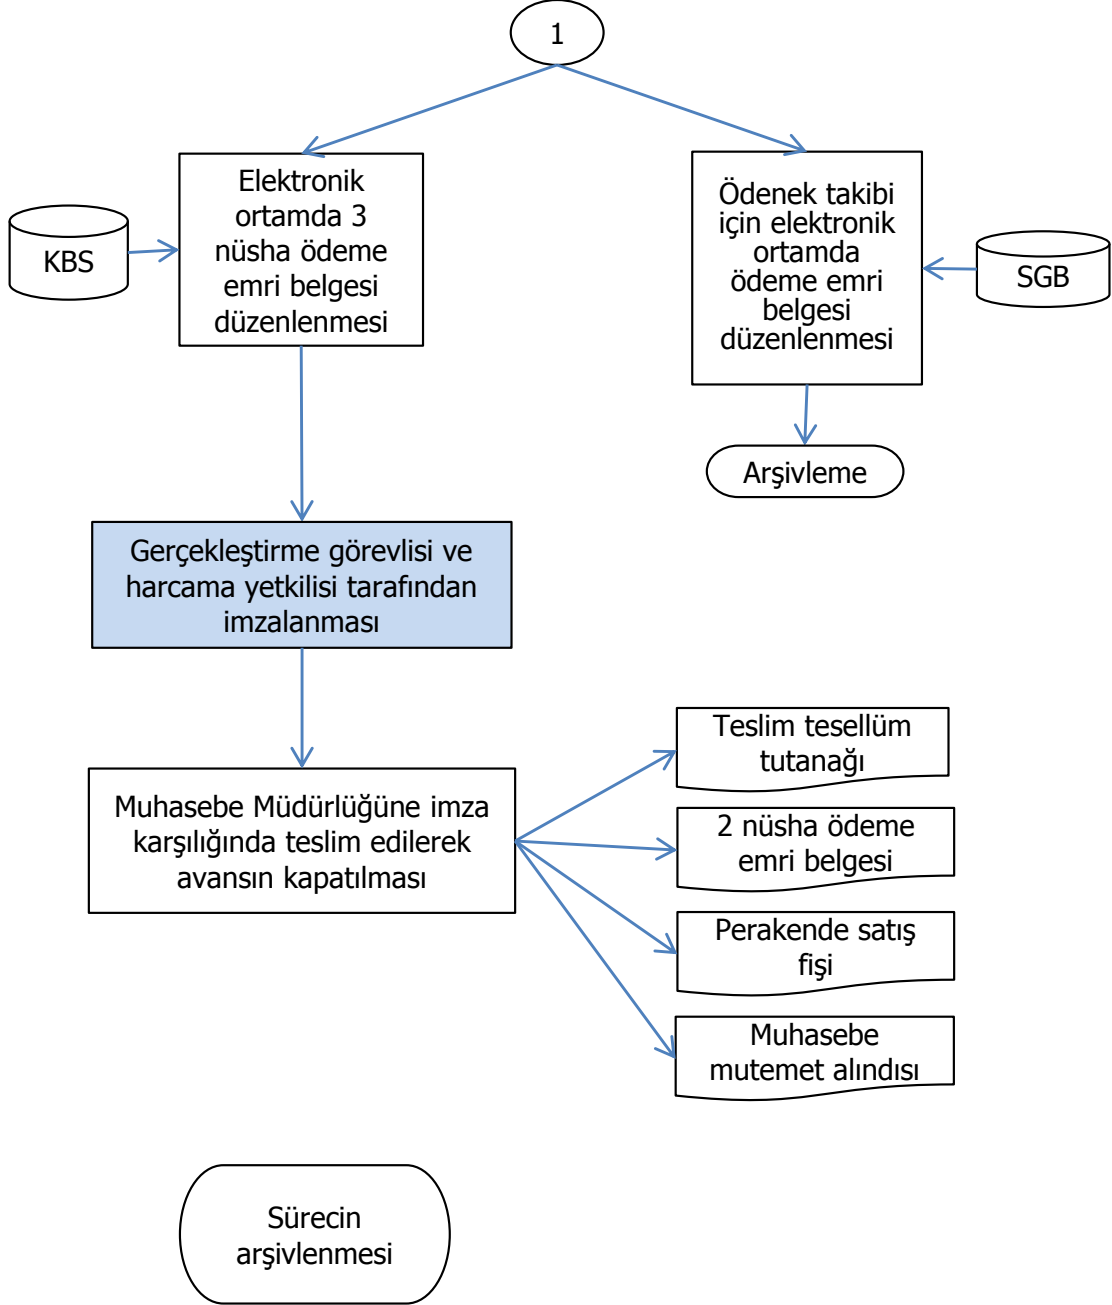 1
Elektronik
ortamda 3
nüsha ödeme
emri belgesi
düzenlenmesi
KBS
Ödenek takibi
için elektronik
ortamda
ödeme emri
belgesi
düzenlenmesi
SGB
Arşivleme
Gerçekleştirme görevlisi ve
harcama yetkilisi tarafından
imzalanması
Muhasebe Müdürlüğüne imza
karşılığında teslim edilerek
avansın kapatılması
Teslim tesellüm
tutanağı
2 nüsha ödeme
emri belgesi
Perakende satış
fişi
Muhasebe
mutemet alındısı
Sürecin
arşivlenmesi